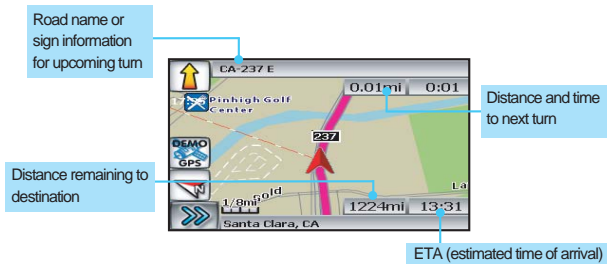 Road name or
sign information
for upcoming turn
CA-237 E
0.01mi 0:01
Pinhigh Golf
Center
Distance and time
to next turn
237
DEMO
GPS
Distance remaining to
destination
La
gold
1/8mi
1224mi 13:31
Santa Clara, CA
ETA (estimated time of arrival)